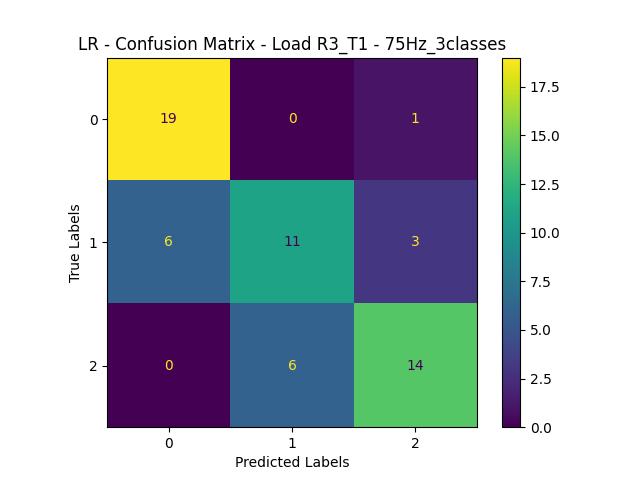 LR - Confusion Matrix - Load R3_T1 - 75Hz_3classes
0 19 0 1
1 6 11 3
2 0 6 14
0 1 2
Predicted Labels
True Labels
17.5
15.0
12.5
10.0
7.5
5.0
2.5
0.0